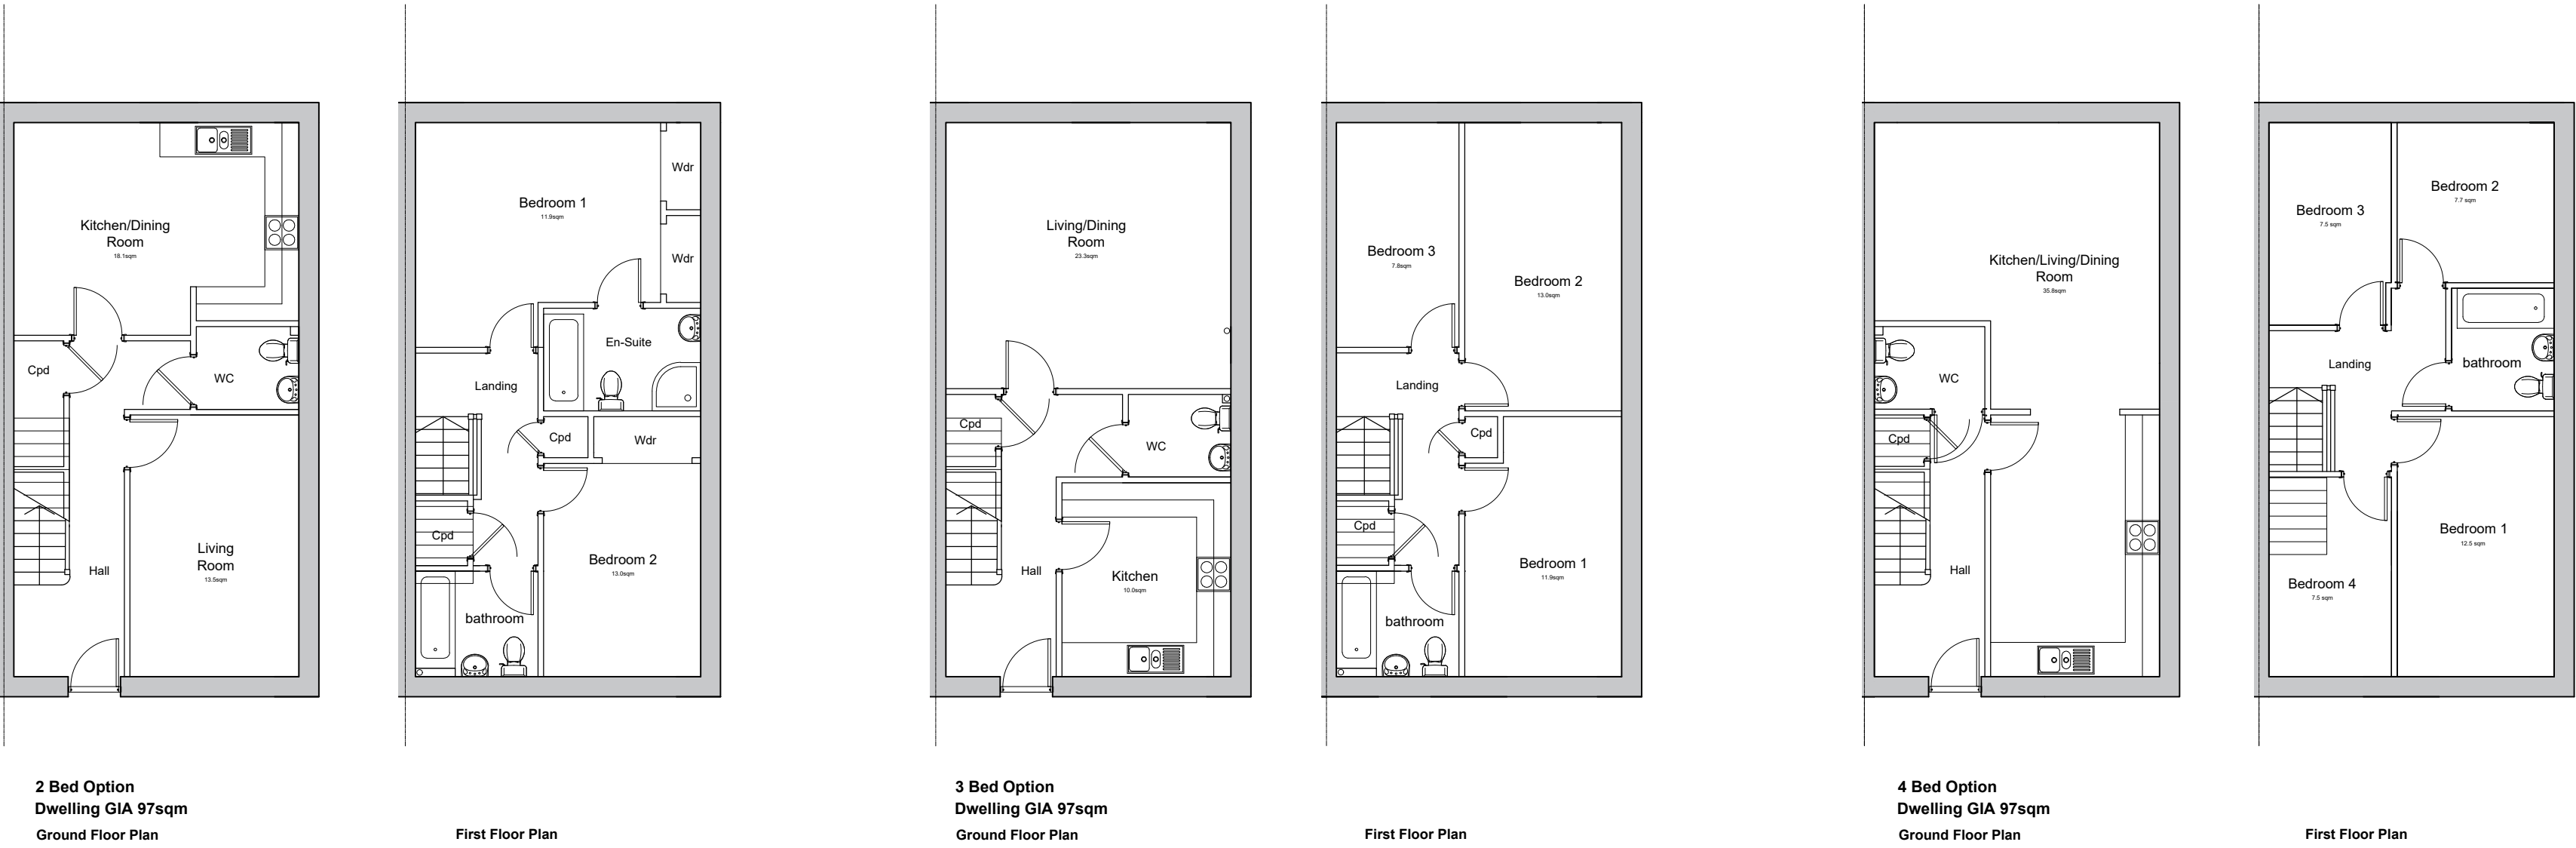 Kitchen/Dining
Room
18.1sqm
Cpd
WC
Living
Room
13.5sqm
Hall
2 Bed Option
Dwelling GIA 97sqm
Ground Floor Plan
Wdr
Bedroom 1
11.9sqm
Wdr
En-Suite
Landing
Cpd
Wdr
Cpd
Bedroom 2
13.0sqm
bathroom
First Floor Plan
Living/Dining
Room
23.3sqm
Cpd
WC
Hall
Kitchen
10.0sqm
3 Bed Option
Dwelling GIA 97sqm
Ground Floor Plan
Bedroom 3
7.8sqm
Bedroom 2
13.0sqm
Landing
Cpd
Cpd
Bedroom 1
11.9sqm
bathroom
First Floor Plan
Kitchen/Living/Dining
Room
35.8sqm
WC
Cpd
Hall
4 Bed Option
Dwelling GIA 97sqm
Ground Floor Plan
Bedroom 2
7.7 sqm
Bedroom 3
7.5 sqm
Landing
bathroom
Bedroom 1
12.5 sqm
Bedroom 4
7.5 sqm
First Floor Plan